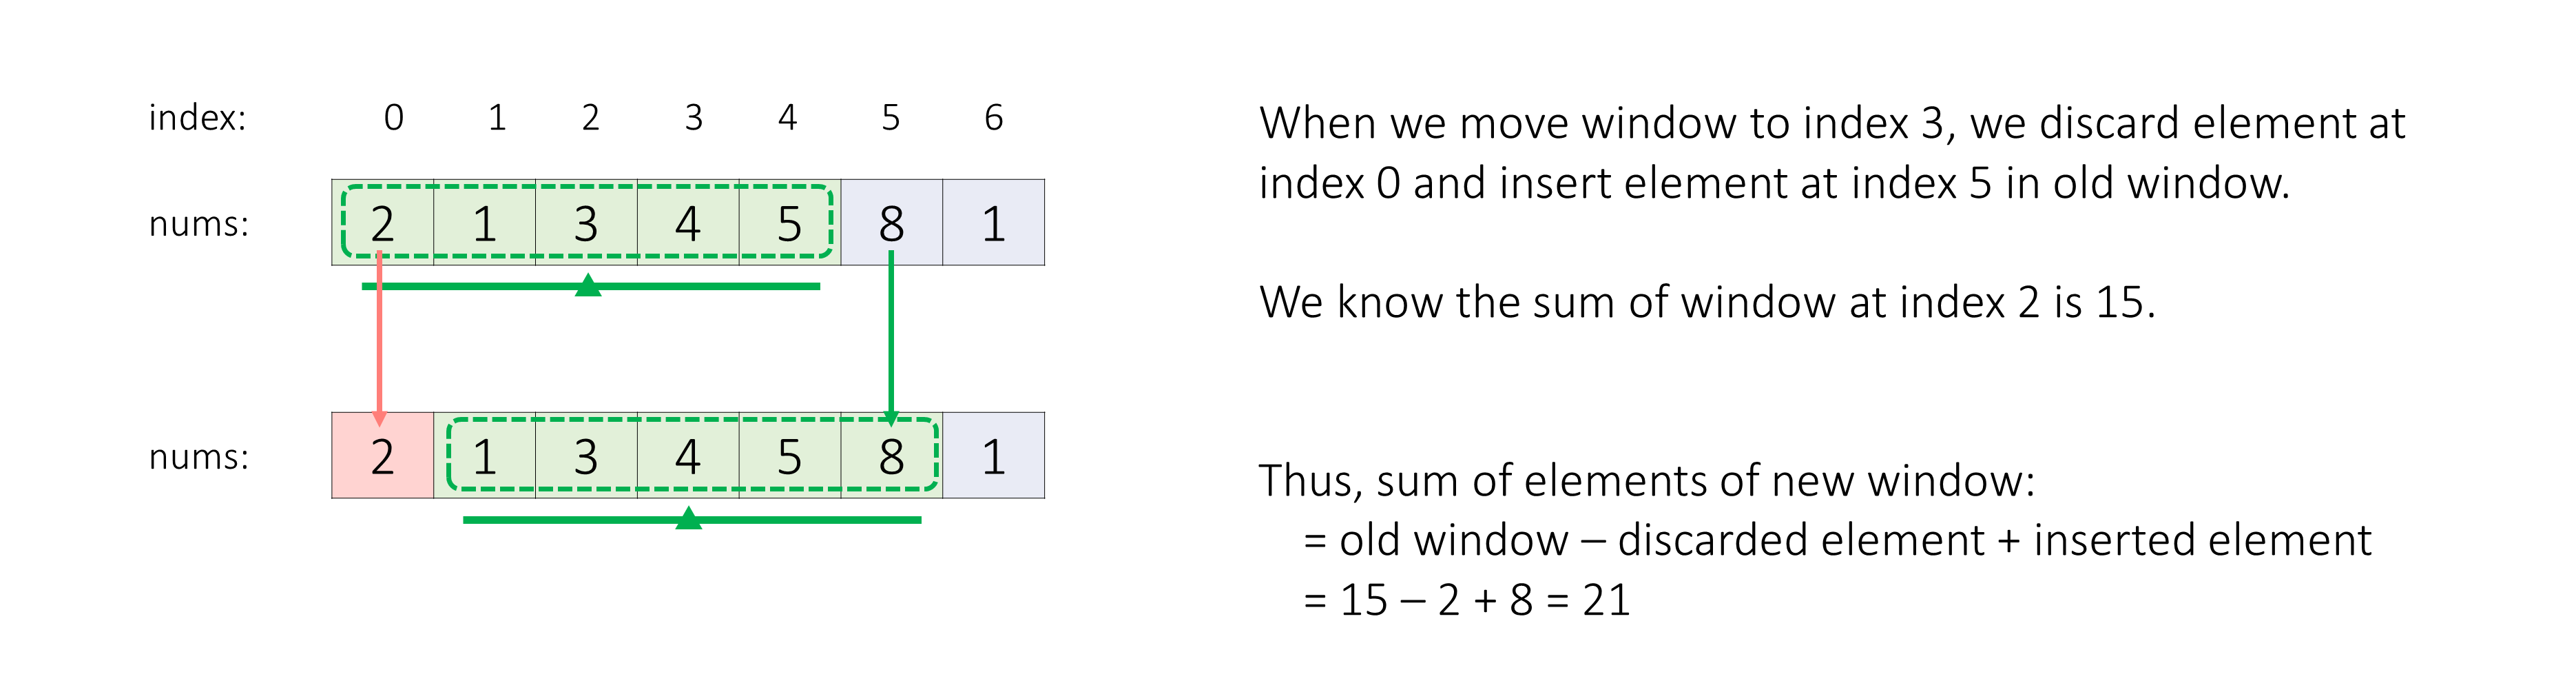 index: 0 1 2 3 4 5 6
nums: 2 1 3 4 5 8 1
nums: 2 1 3 4 5 8 1
When we move window to index 3, we discard element at
index 0 and insert element at index 5 in old window.
We know the sum of window at index 2 is 15.
Thus, sum of elements of new window:
= old window – discarded element + inserted element
= 15 – 2 + 8 = 21